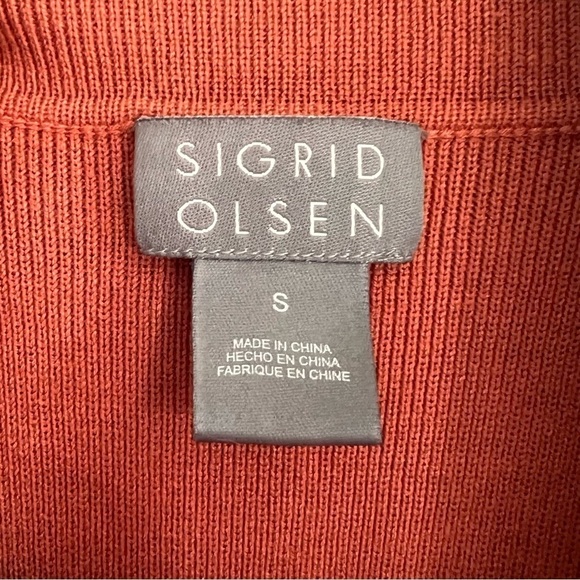 SIGRID
OLSEN
S
MADE IN CHINA
HECHO EN CHINA
FABRIQUE EN CHINE